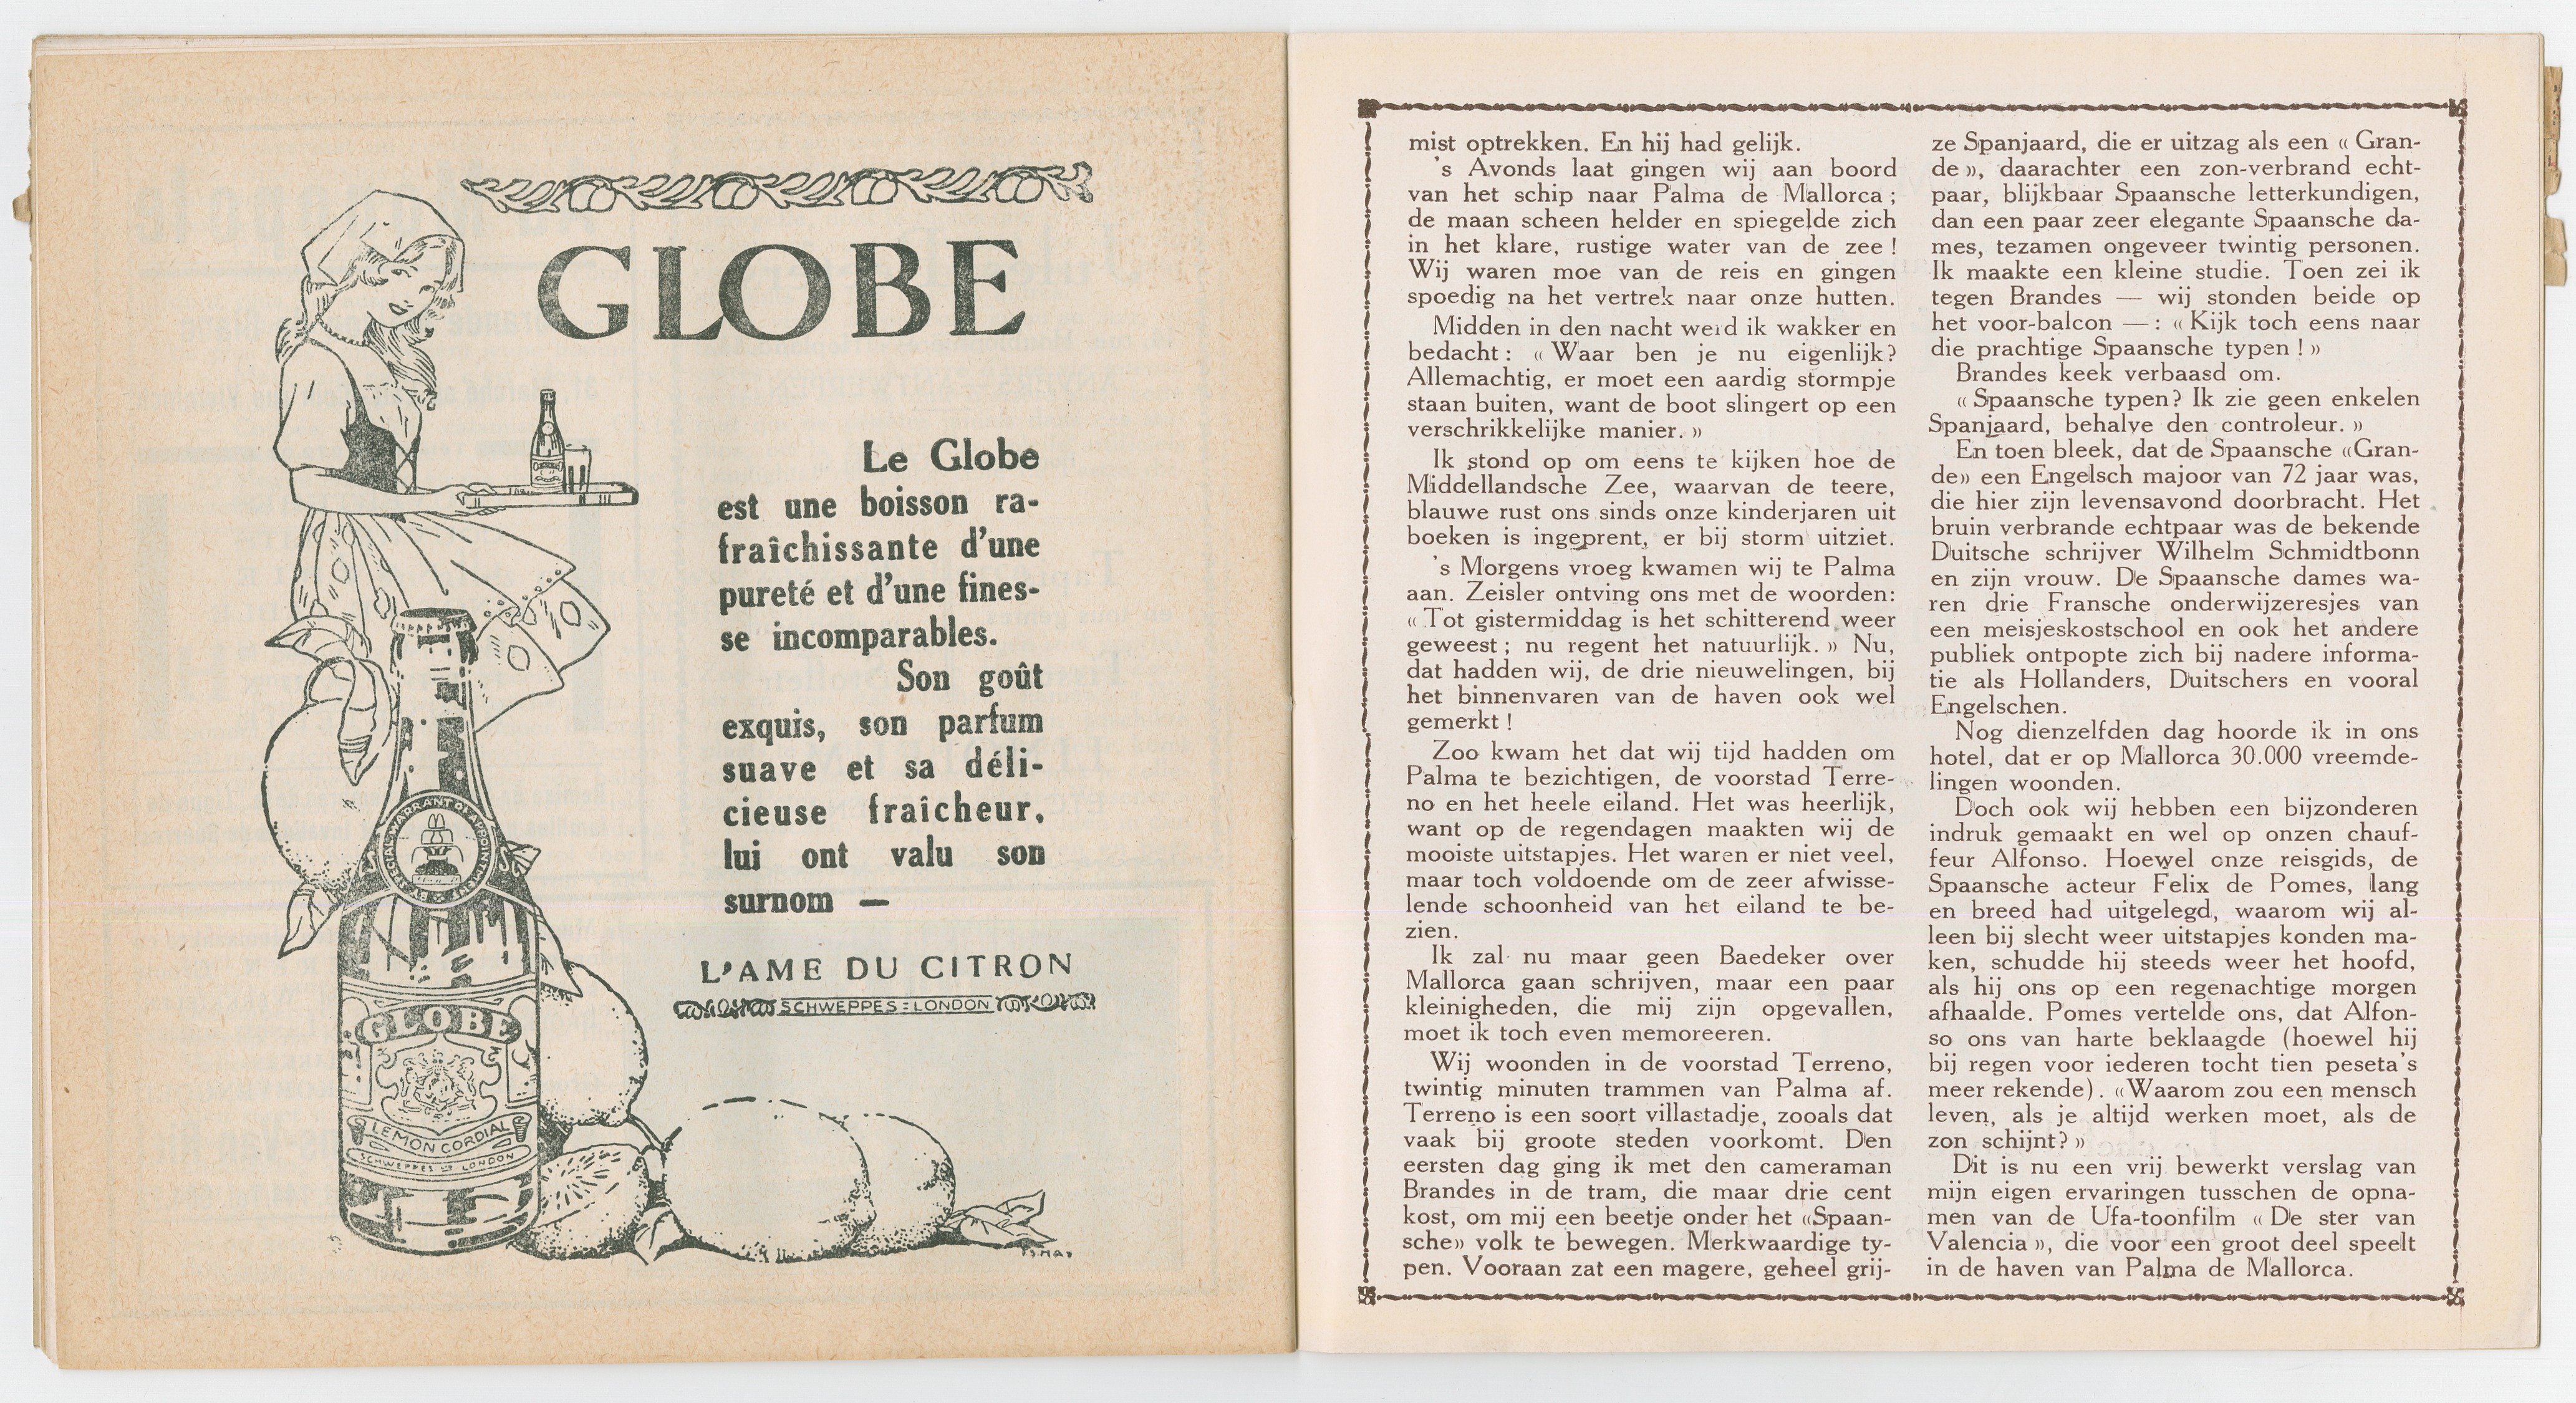 GLOBE
Le Globe
est une boisson ra-
fraîchissante d'une
pureté et d'une fines-
se incomparables.
Son goût
exquis, son parfum
suave et sa déli-
cieuse fraîcheur,
lui ont valu son
surnom —
L'AME DU CITRON
SCHWEPPES = LONDON
BY SPECIAL WARRANT OF APPOINTMENT
GLOBE
LEMON CORDIAL
SCHWEPPES LD LONDON
mist optrekken. En hij had gelijk.
's Avonds laat gingen wij aan boord
van het schip naar Palma de Mallorca ;
de maan scheen helder en spiegelde zich
in het klare, rustige water van de zee !
Wij waren moe van de reis en gingen
spoedig na het vertrek naar onze hutten.
Midden in den nacht werd ik wakker en
bedacht : « Waar ben je nu eigenlijk?
Allemachtig, er moet een aardig stormpje
staan buiten, want de boot slingert op een
verschrikkelijke manier. »
Ik stond op om eens te kijken hoe de
Middellandsche Zee, waarvan de teere,
blauwe rust ons sinds onze kinderjaren uit
boeken is ingeprent, er bij storm uitziet.
's Morgens vroeg kwamen wij te Palma
aan. Zeisler ontving ons met de woorden:
« Tot gistermiddag is het schitterend weer
geweest ; nu regent het natuurlijk. » Nu,
dat hadden wij, de drie nieuwelingen, bij
het binnenvaren van de haven ook wel
gemerkt !
Zoo kwam het dat wij tijd hadden om
Palma te bezichtigen, de voorstad Terre-
no en het heele eiland. Het was heerlijk,
want op de regendagen maakten wij de
mooiste uitstapjes. Het waren er niet veel,
maar toch voldoende om de zeer afwisse-
lende schoonheid van het eiland te be-
zien.
Ik zal nu maar geen Baedeker over
Mallorca gaan schrijven, maar een paar
kleinigheden, die mij zijn opgevallen,
moet ik toch even memoreeren.
Wij woonden in de voorstad Terreno,
twintig minuten trammen van Palma af.
Terreno is een soort villastadje, zooals dat
vaak bij groote steden voorkomt. Den
eersten dag ging ik met den cameraman
Brandes in de tram, die maar drie cent
kost, om mij een beetje onder het «Spaan-
sche» volk te bewegen. Merkwaardige ty-
pen. Vooraan zat een magere, geheel grij-
ze Spanjaard, die er uitzag als een « Gran-
de », daarachter een zon-verbrand echt-
paar, blijkbaar Spaansche letterkundigen,
dan een paar zeer elegante Spaansche da-
mes, tezamen ongeveer twintig personen.
Ik maakte een kleine studie. Toen zei ik
tegen Brandes — wij stonden beide op
het voor-balcon — : « Kijk toch eens naar
die prachtige Spaansche typen ! »
Brandes keek verbaasd om.
« Spaansche typen? Ik zie geen enkelen
Spanjaard, behalve den controleur. »
En toen bleek, dat de Spaansche «Gran-
de» een Engelsch majoor van 72 jaar was,
die hier zijn levensavond doorbracht. Het
bruin verbrande echtpaar was de bekende
Duitsche schrijver Wilhelm Schmidtbonn
en zijn vrouw. De Spaansche dames wa-
ren drie Fransche onderwijzeresjes van
een meisjeskostschool en ook het andere
publiek ontpopte zich bij nadere informa-
tie als Hollanders, Duitschers en vooral
Engelschen.
Nog dienzelfden dag hoorde ik in ons
hotel, dat er op Mallorca 30.000 vreemde-
lingen woonden.
Doch ook wij hebben een bijzonderen
indruk gemaakt en wel op onzen chauf-
feur Alfonso. Hoewel onze reisgids, de
Spaansche acteur Felix de Pomes, lang
en breed had uitgelegd, waarom wij al-
leen bij slecht weer uitstapjes konden ma-
ken, schudde hij steeds weer het hoofd,
als hij ons op een regenachtige morgen
afhaalde. Pomes vertelde ons, dat Alfon-
so ons van harte beklaagde (hoewel hij
bij regen voor iederen tocht tien peseta's
meer rekende). «Waarom zou een mensch
leven, als je altijd werken moet, als de
zon schijnt? »
Dit is nu een vrij bewerkt verslag van
mijn eigen ervaringen tusschen de opna-
men van de Ufa-toonfilm « De ster van
Valencia », die voor een groot deel speelt
in de haven van Palma de Mallorca.